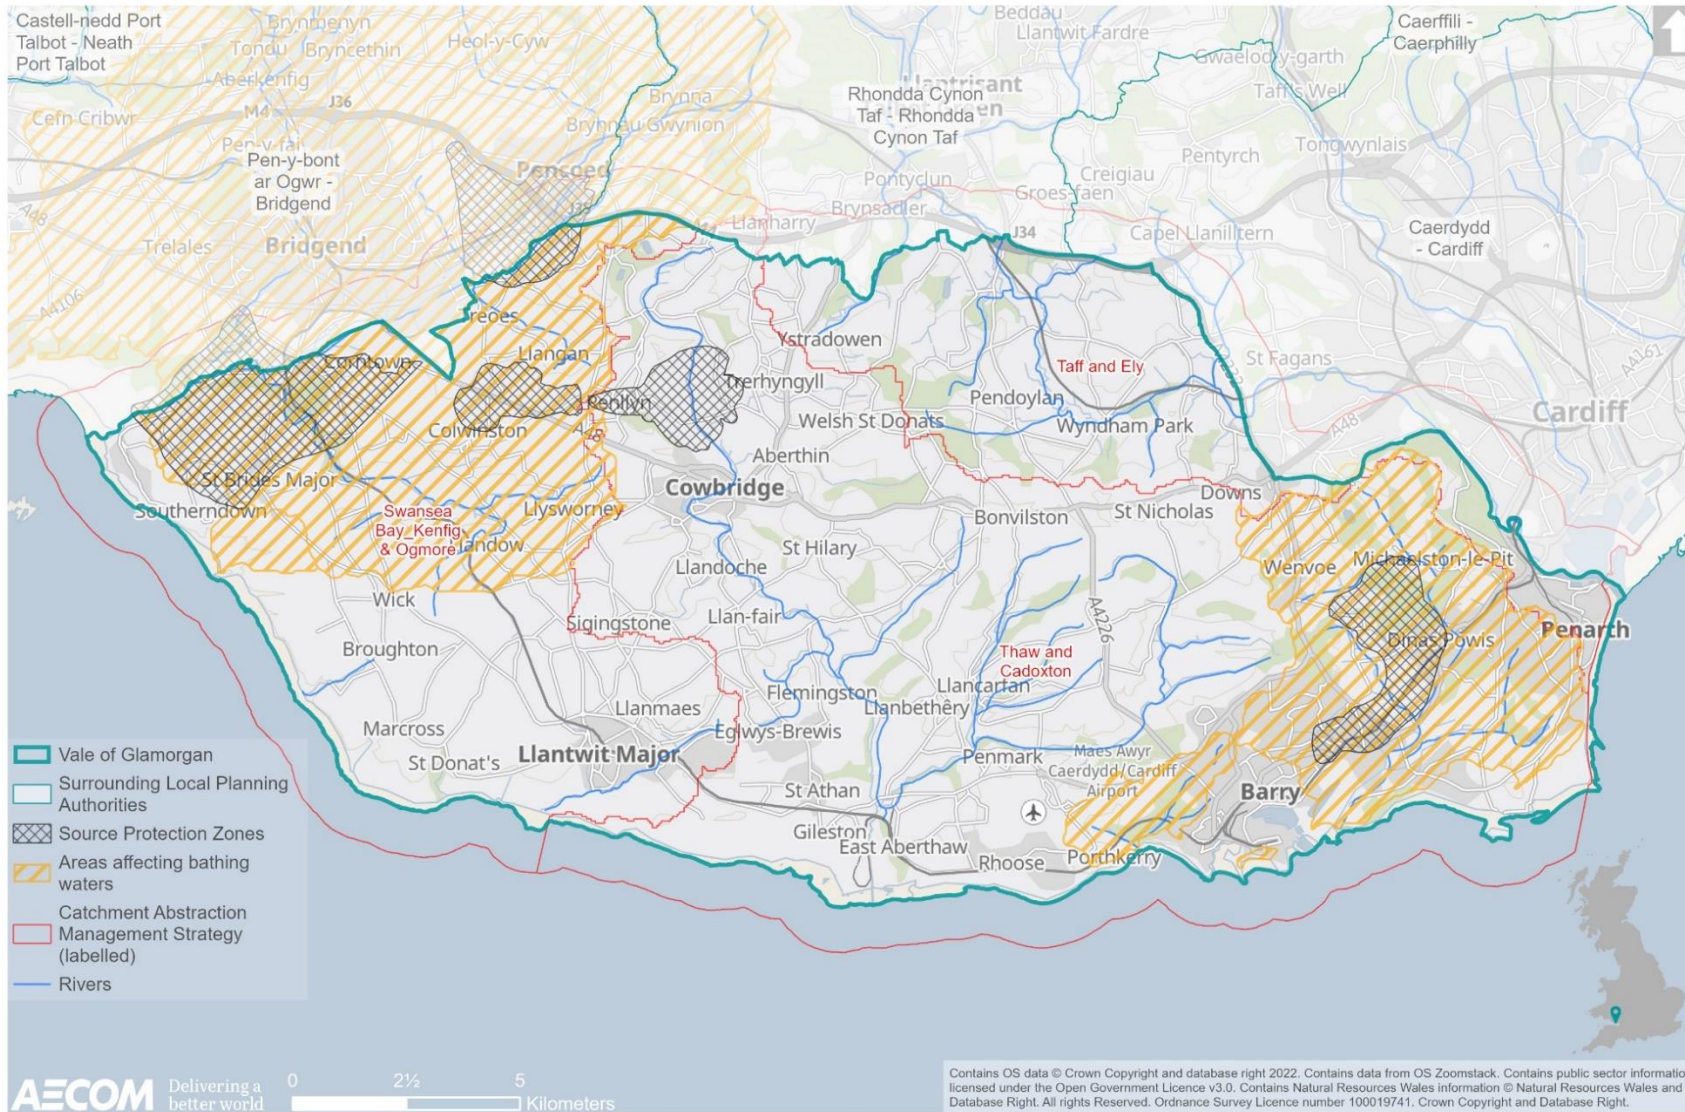 Castell-nedd Port
Talbot - Neath
Port Talbot
Brynmenyn
Tondu
Bryncethin
Heol-y-Cyw
Aberkenfig
Beddau
Llantwit Fardre
Caerffili -
Caerphilly
Gwaelod-y-garth
Taff's Well
Cefn Cribwr
M4
J36
Brynna
Brynnau Gwynion
Rhondda Cynon
Taf - Rhondda
Cynon Taf
Tongwynlais
Pen-y-fai
Pen-y-bont
ar Ogwr -
Bridgend
Pencoed
Pentyrch
Creigiau
Pontyclun
Groes-faen
A48
Trelales
Bridgend
J35
Llanharry
Brynsadler
J34
Capel Llanilltern
Caerdydd
- Cardiff
A4106
Treoes
Ystradowen
Corntown
Llangan
St Fagans
A4232
A4161
Taff and Ely
Penllyn
Trerhyngyll
Pendoylan
Cardiff
Colwinston
A48
Welsh St Donats
Wyndham Park
A48
Aberthin
St Brides Major
Cowbridge
Downs
Southerndown
Swansea
Bay, Kenfig
& Ogmore
Llysworney
Bonvilston
St Nicholas
Llandow
St Hilary
Llandoche
Wenvoe
Michaelston-le-Pit
Wick
Sigingstone
Llan-fair
A4226
Dinas Powis
Penarth
Broughton
Thaw and
Cadoxton
Flemingston
Llancarfan
Llanmaes
Llanbethêry
Marcross
Eglwys-Brewis
St Donat's
Llantwit Major
Penmark
Maes Awyr
Caerdydd/Cardiff
Airport
St Athan
Barry
Gileston
East Aberthaw
Rhoose
Porthkerry
Vale of Glamorgan
Surrounding Local Planning
Authorities
Source Protection Zones
Areas affecting bathing
waters
Catchment Abstraction
Management Strategy
(labelled)
Rivers
AECOM
Delivering a
better world
0 2½ 5
Kilometers
Contains OS data © Crown Copyright and database right 2022. Contains data from OS Zoomstack. Contains public sector informatio
licensed under the Open Government Licence v3.0. Contains Natural Resources Wales information © Natural Resources Wales and
Database Right. All rights Reserved. Ordnance Survey Licence number 100019741. Crown Copyright and Database Right.